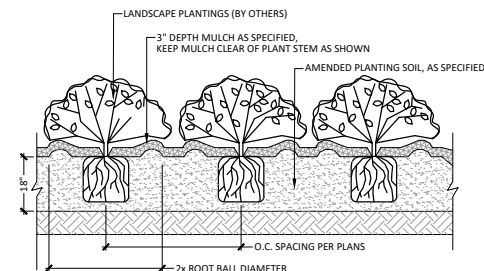 LANDSCAPE PLANTINGS (BY OTHERS)
3" DEPTH MULCH AS SPECIFIED,
KEEP MULCH CLEAR OF PLANT STEM AS SHOWN
AMENDED PLANTING SOIL, AS SPECIFIED
18"
O.C. SPACING PER PLANS
2x ROOT BALL DIAMETER